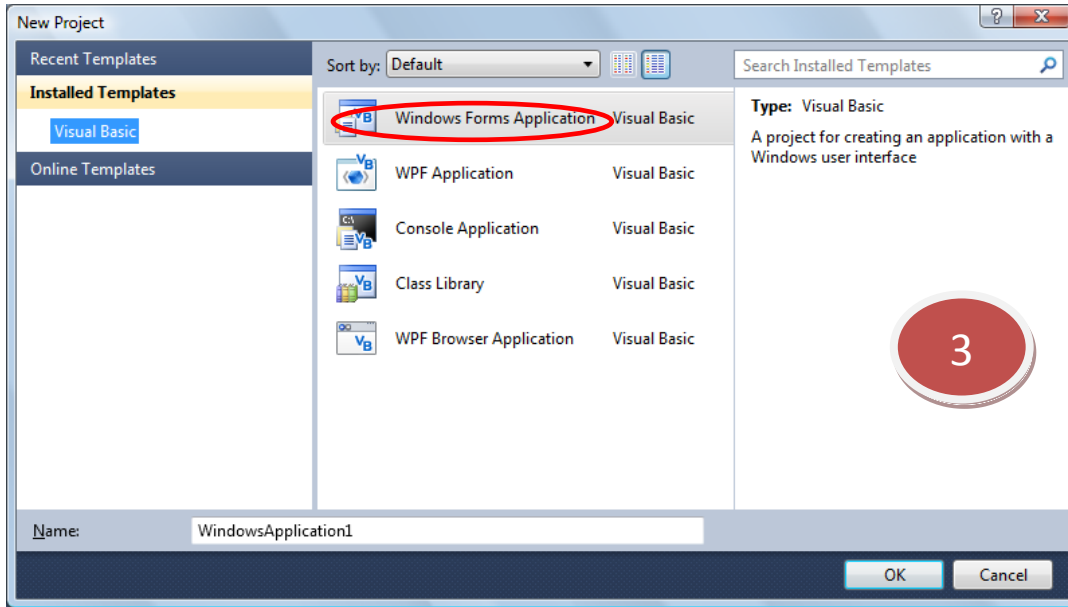 New Project
Recent Templates
Installed Templates
Visual Basic
Online Templates
Sort by: Default
Search Installed Templates
Windows Forms Application Visual Basic
WPF Application Visual Basic
Console Application Visual Basic
Class Library Visual Basic
WPF Browser Application Visual Basic
Type: Visual Basic
A project for creating an application with a
Windows user interface
3
Name: WindowsApplication1
OK Cancel